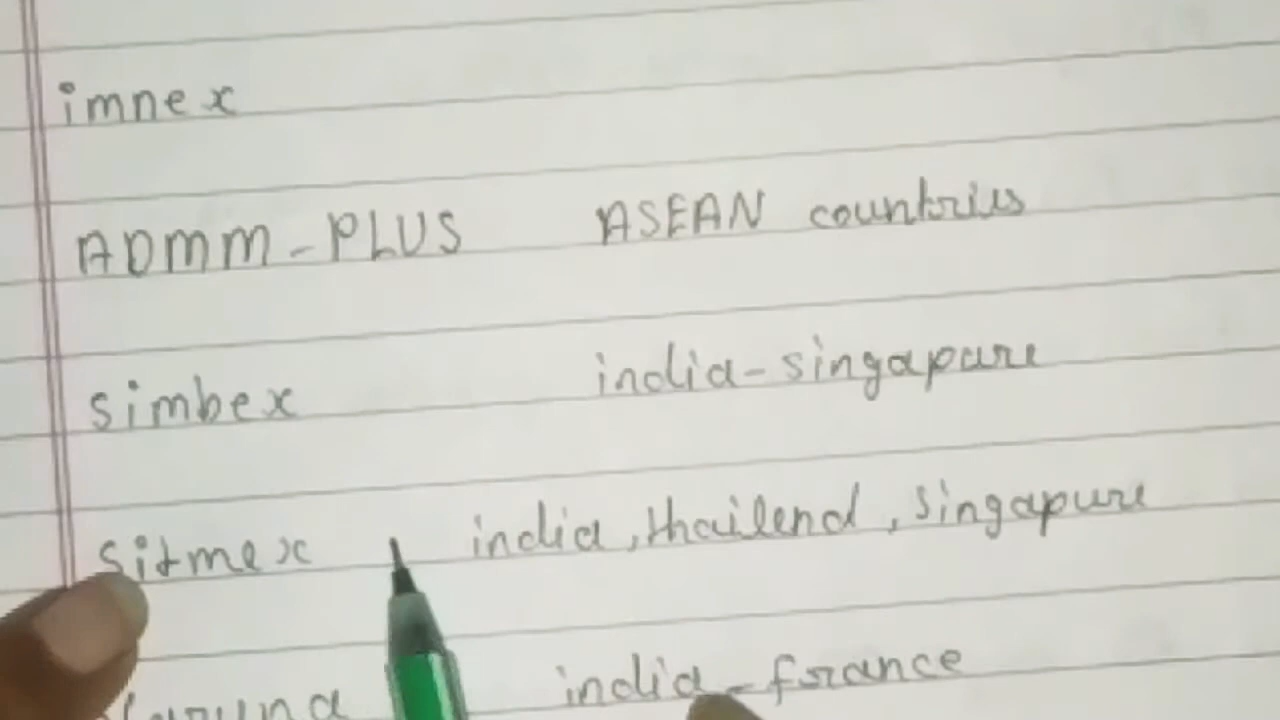 imnex
ADMM-PLUS ASEAN countries
simbex india-singapure
sitmex india, thailend, singapure
india-france